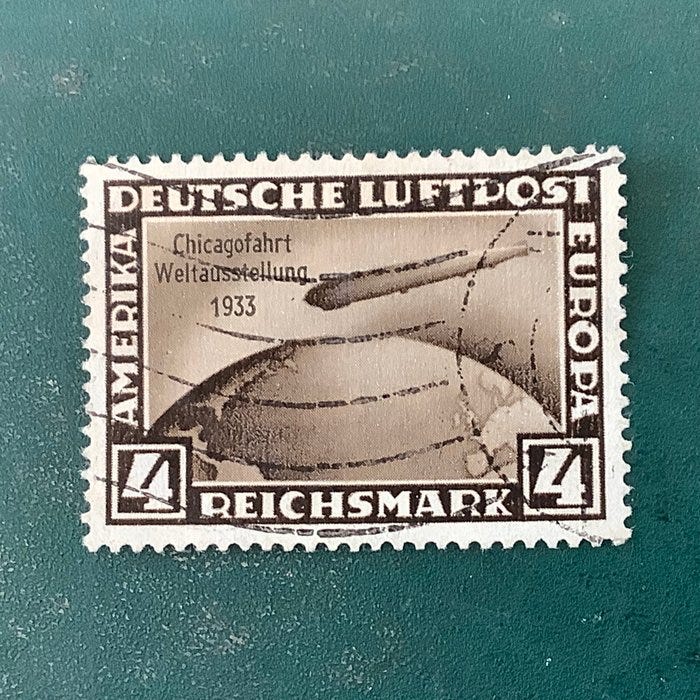 DEUTSCHE LUFTPOST
AMERIKA
EUROPA
Chicagofahrt
Weltausstellung
1933
4
REICHSMARK
4